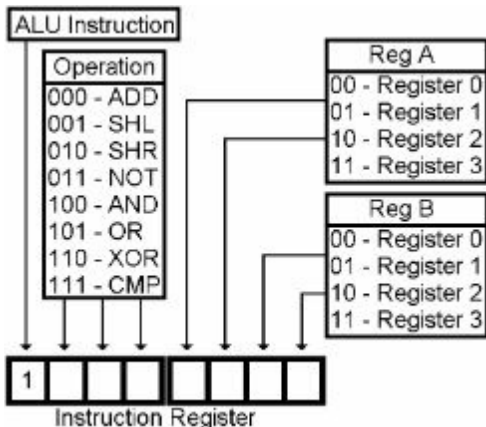 ALU Instruction
Operation
000 - ADD
001 - SHL
010 - SHR
011 - NOT
100 - AND
101 - OR
110 - XOR
111 - CMP
Reg A
00 - Register 0
01 - Register 1
10 - Register 2
11 - Register 3
Reg B
00 - Register 0
01 - Register 1
10 - Register 2
11 - Register 3
1
Instruction Register